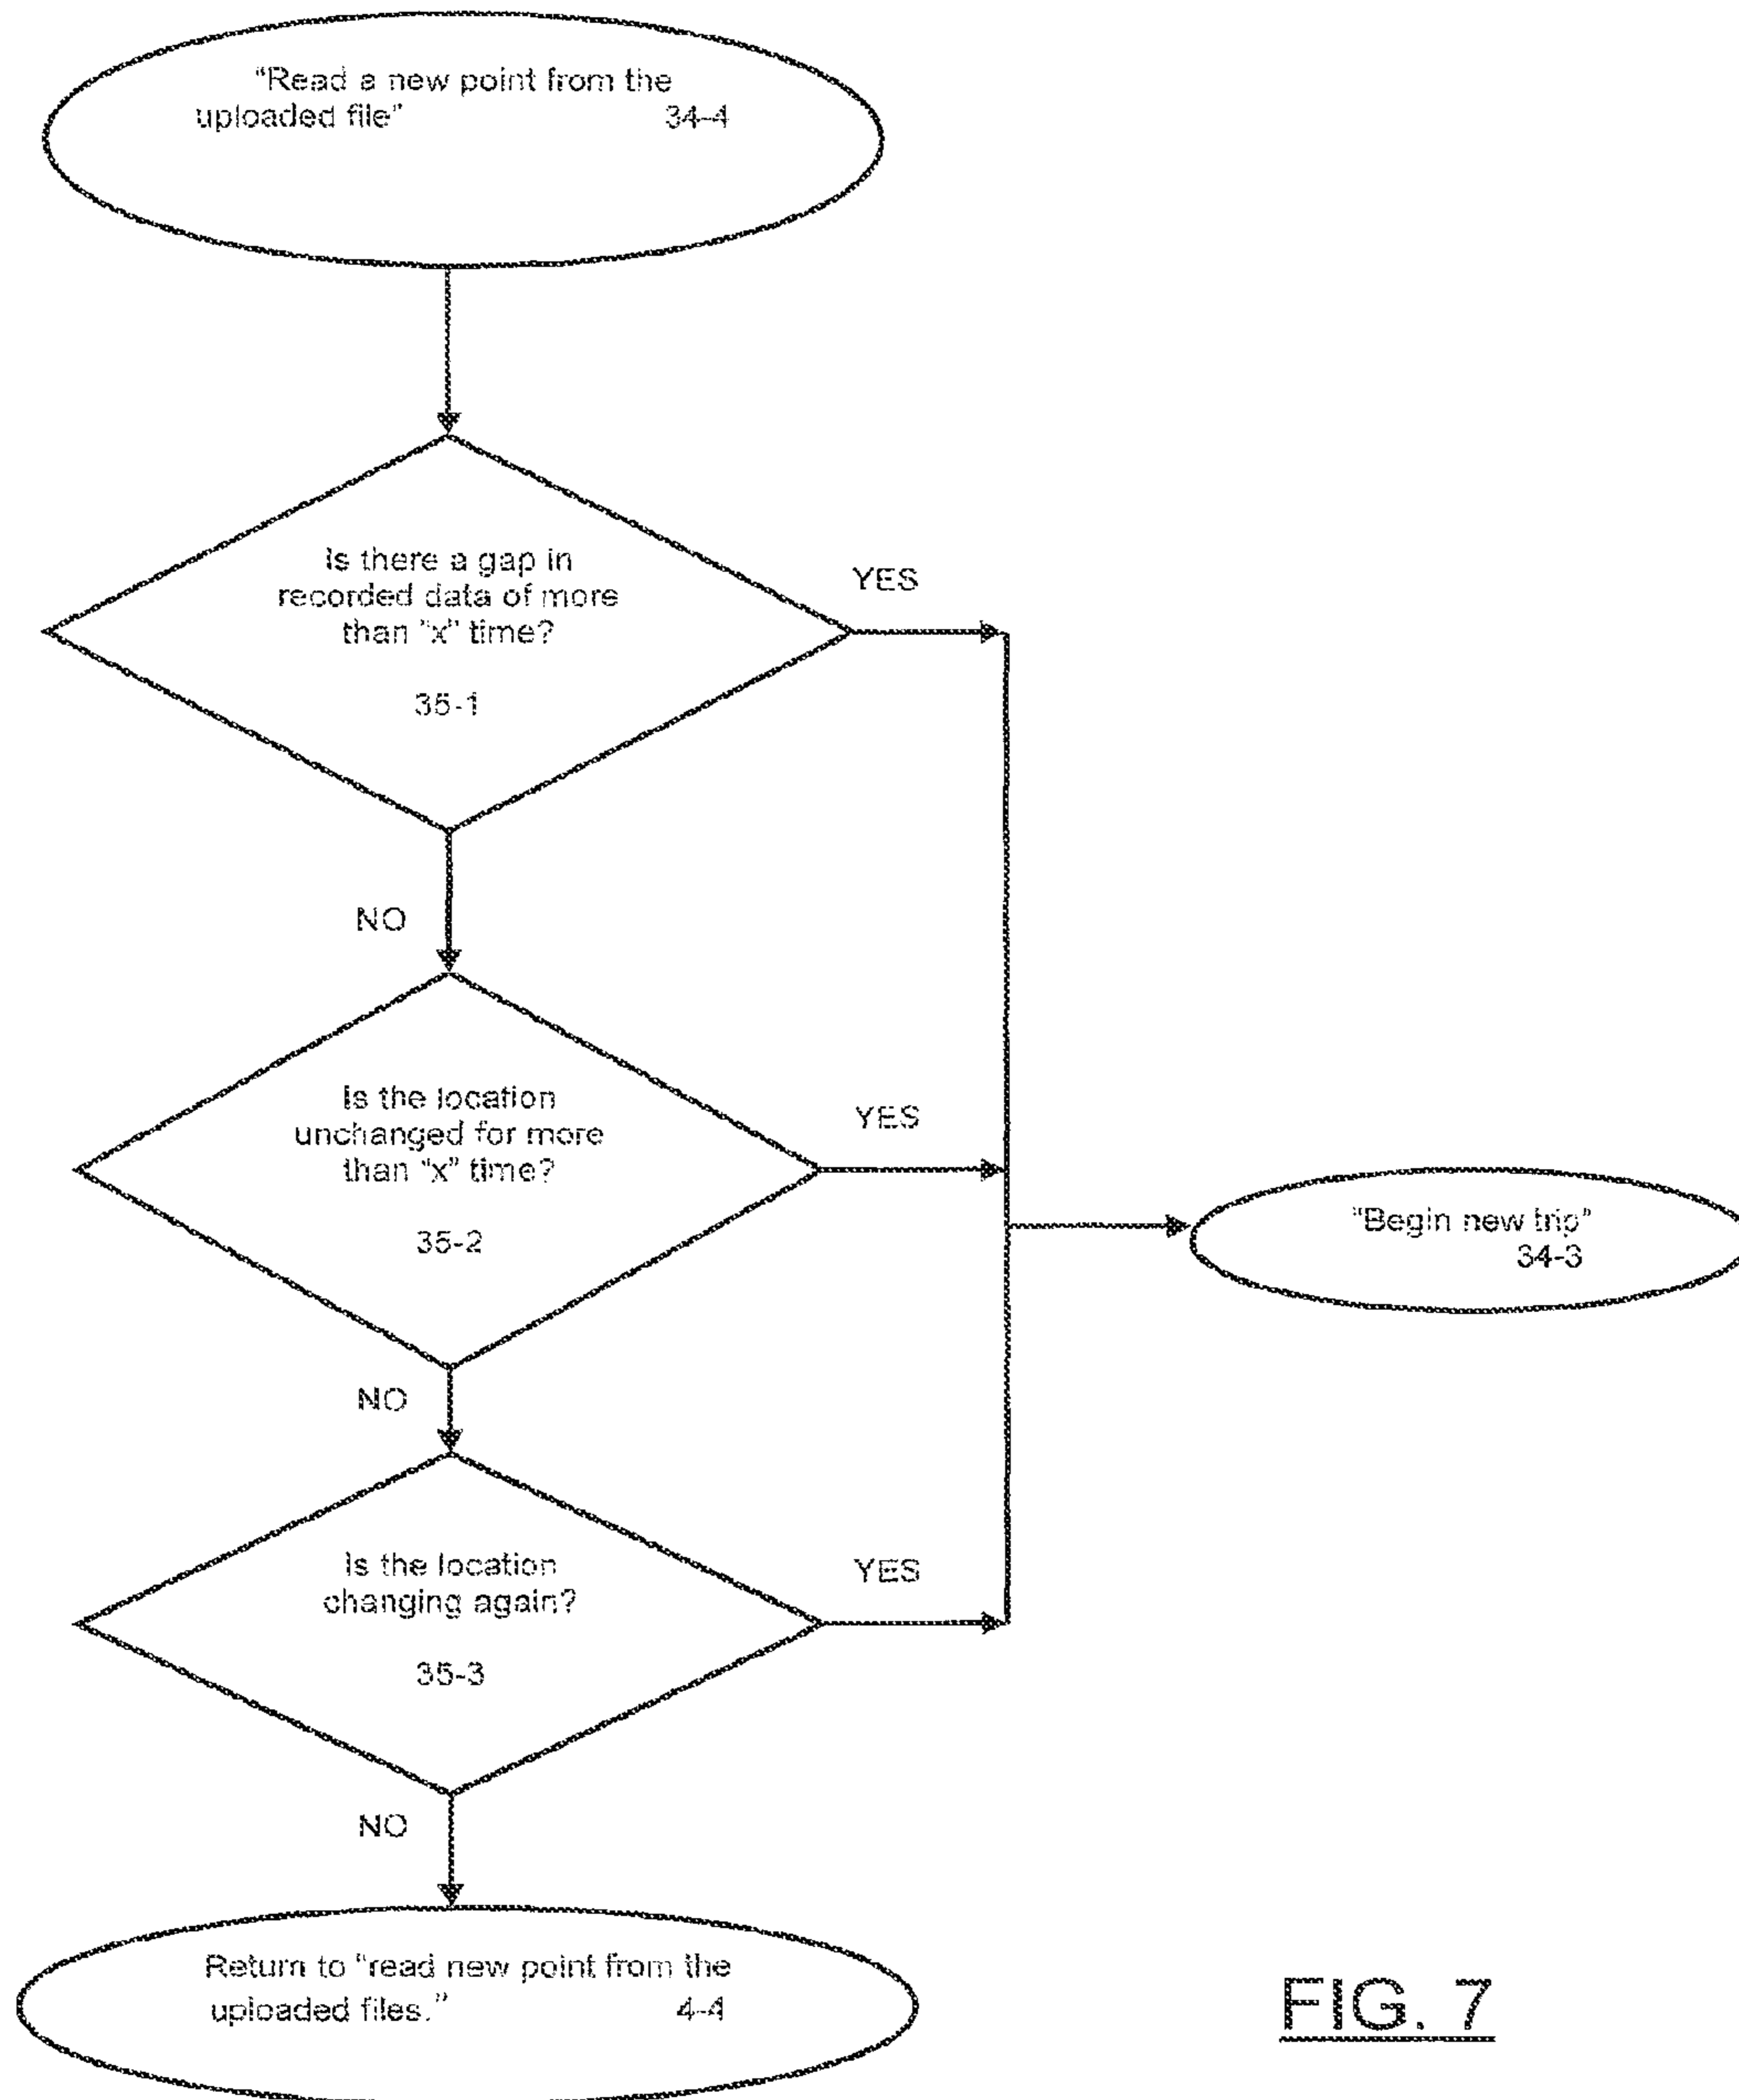 "Read a new point from the
uploaded file" 34-4
Is there a gap in
recorded data of more
than "x" time?
35-1
YES
NO
Is the location
unchanged for more
than "x" time?
35-2
YES
"Begin new trip"
34-3
NO
Is the location
changing again?
35-3
YES
NO
Return to "read new point from the
uploaded files." 4-4
FIG. 7